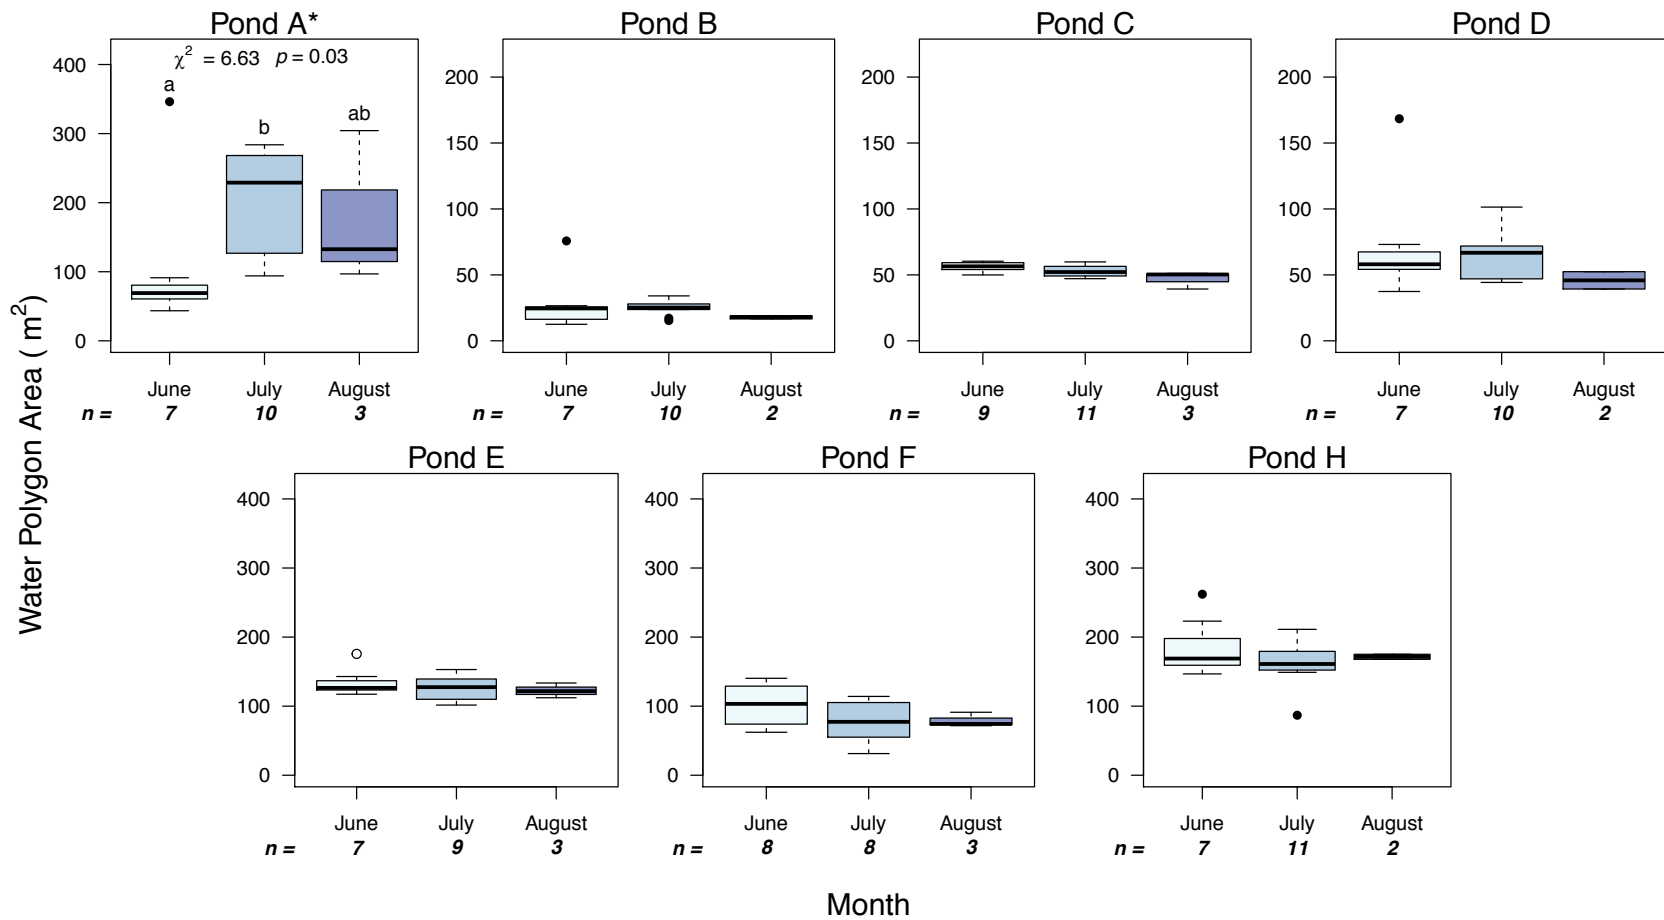 Pond A*
Pond B
Pond C
Pond D
χ² = 6.63 p = 0.03
a
b
ab
400
300
200
100
0
200
150
100
50
0
200
150
100
50
0
200
150
100
50
0
June July August
n = 7 10 3
June July August
n = 7 10 2
June July August
n = 9 11 3
June July August
n = 7 10 2
Water Polygon Area ( m²)
Pond E
Pond F
Pond H
400
300
200
100
0
400
300
200
100
0
400
300
200
100
0
June July August
n = 7 9 3
June July August
n = 8 8 3
June July August
n = 7 11 2
Month